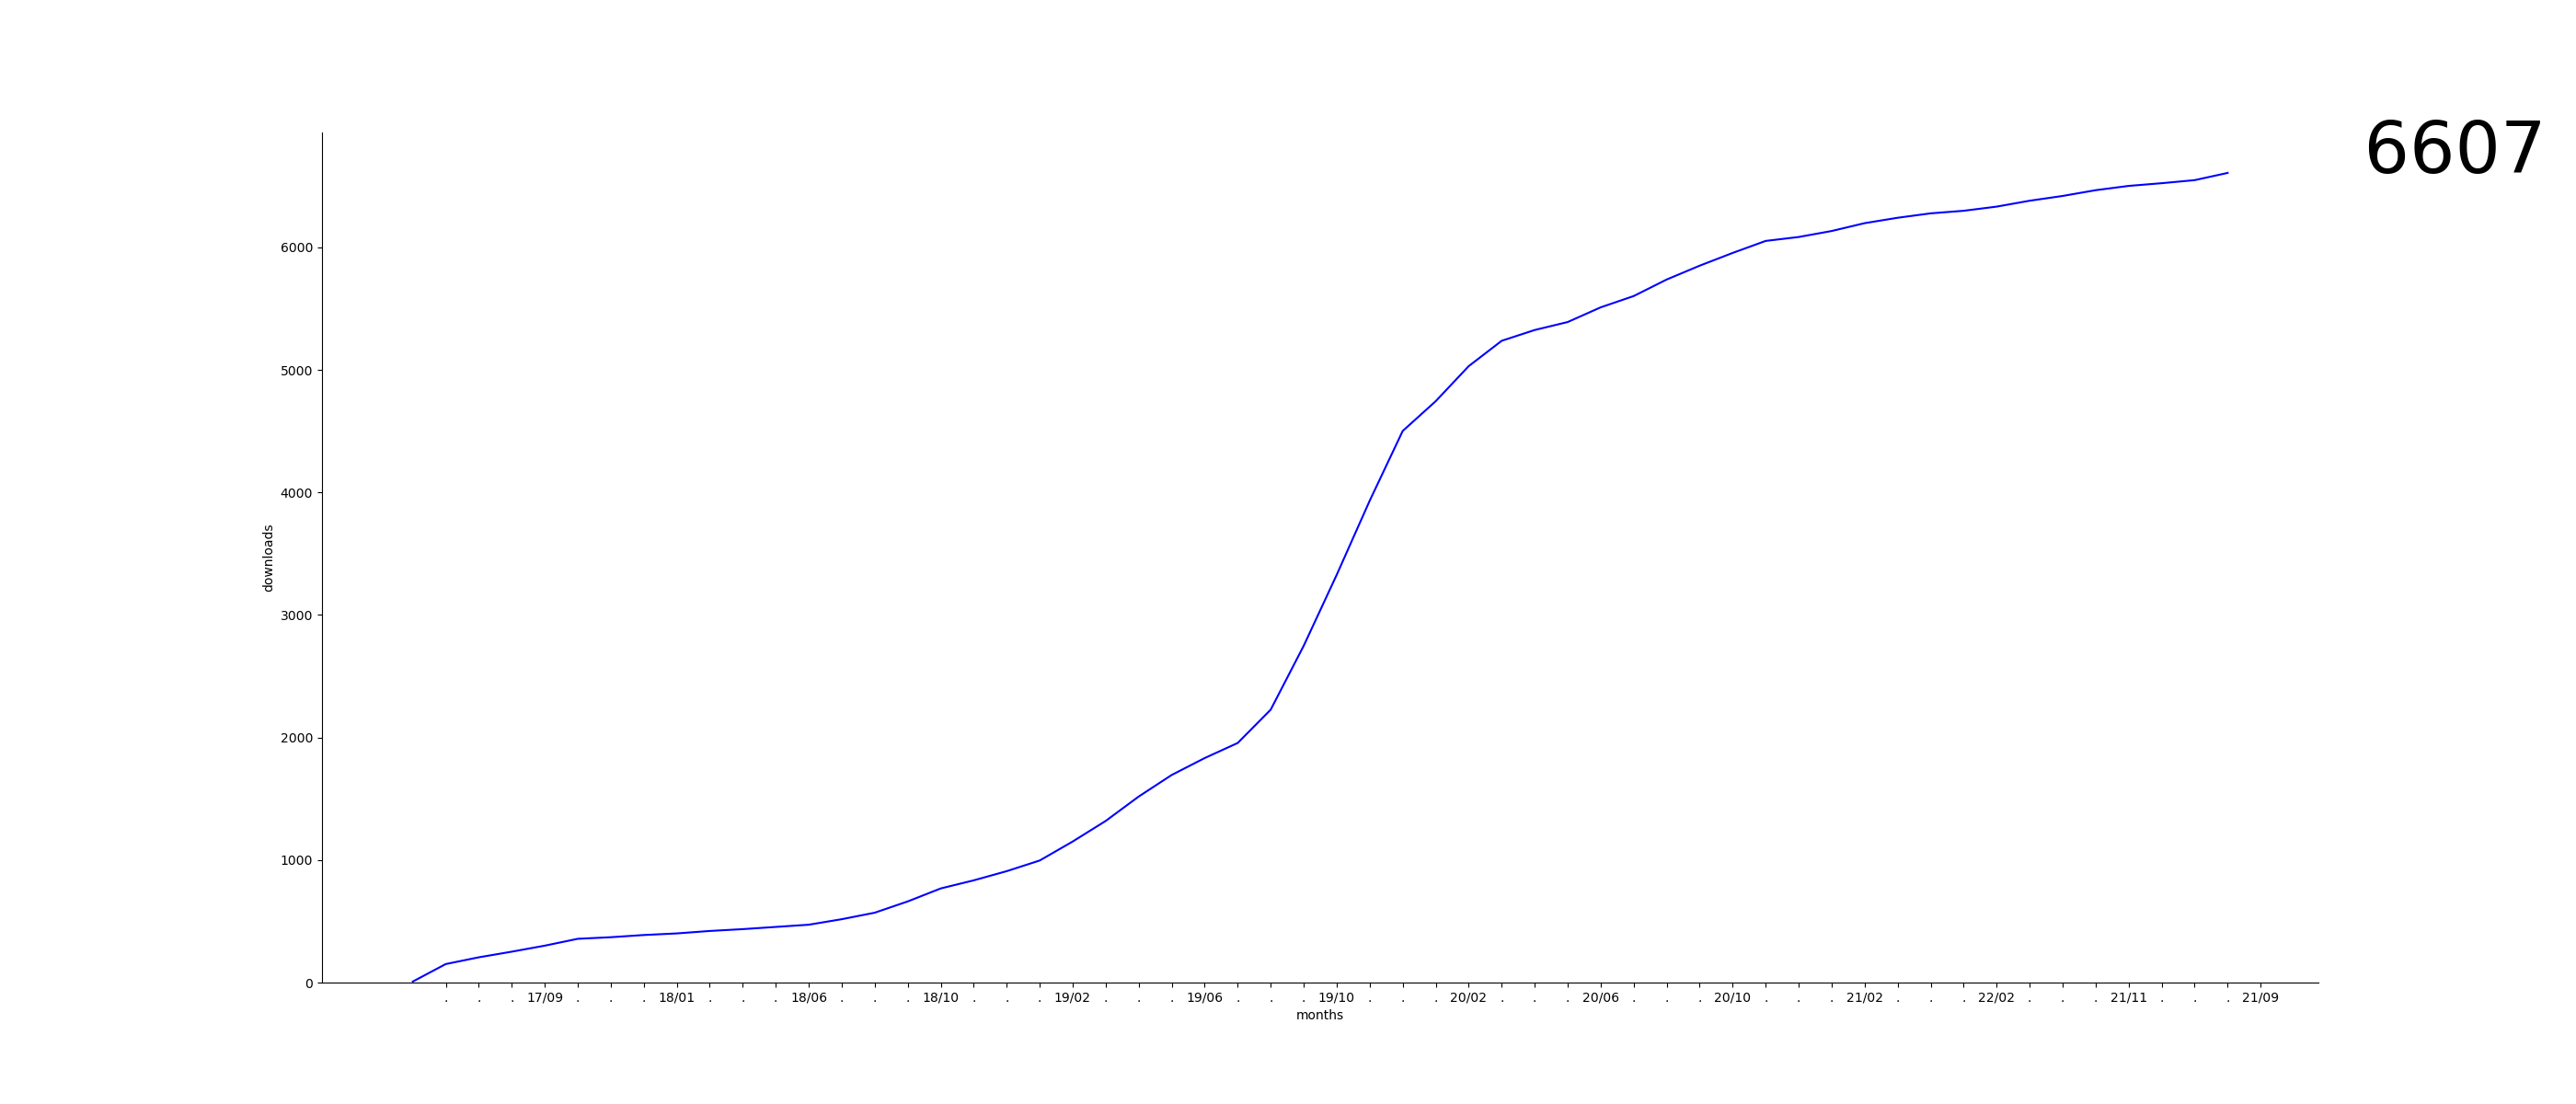 6607
6000
5000
4000
downloads
3000
2000
1000
0
. . . 17/09 . . . 18/01 . . . 18/06 . . . 18/10 . . . 19/02 . . . 19/06 . . . 19/10 . . . 20/02 . . . 20/06 . . . 20/10 . . . 21/02 . . . 22/02 . . . 21/11 . . . 21/09
months